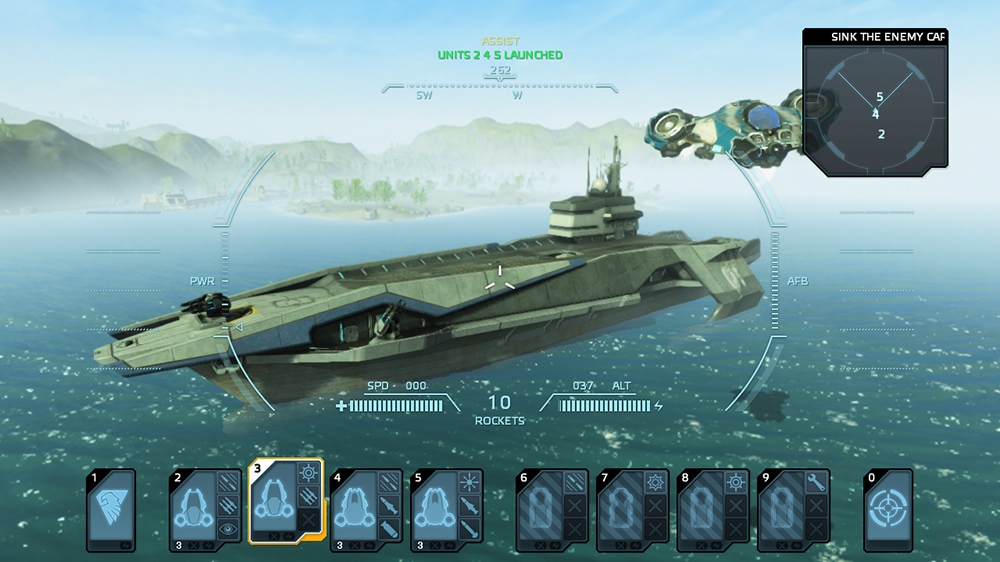 SINK THE ENEMY CAR
ASSIST
UNITS 2 4 5 LAUNCHED
262
SW W
5
4
2
PWR
AFB
SPD 000
037 ALT
10
ROCKETS
1 2 3 4 5 6 7 8 9 0
3 3 3